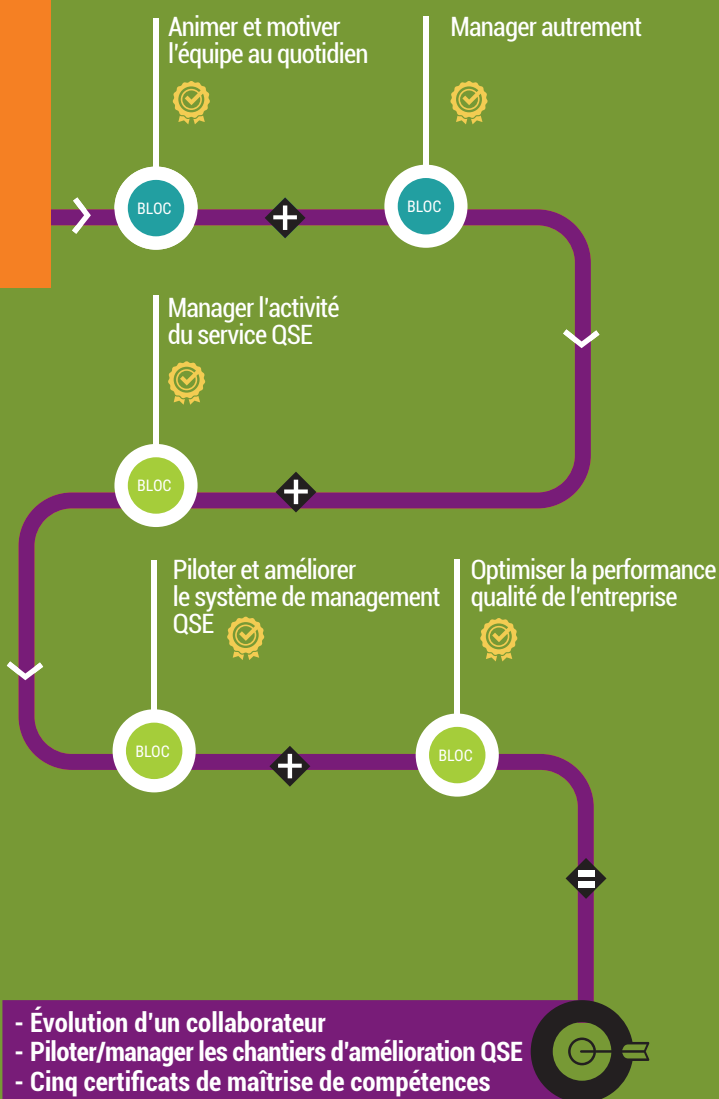 Animer et motiver
l'équipe au quotidien
Manager autrement
BLOC
BLOC
Manager l'activité
du service QSE
BLOC
Piloter et améliorer
le système de management
QSE
Optimiser la performance
qualité de l'entreprise
BLOC
BLOC
- Évolution d'un collaborateur
- Piloter/manager les chantiers d'amélioration QSE
- Cinq certificats de maîtrise de compétences